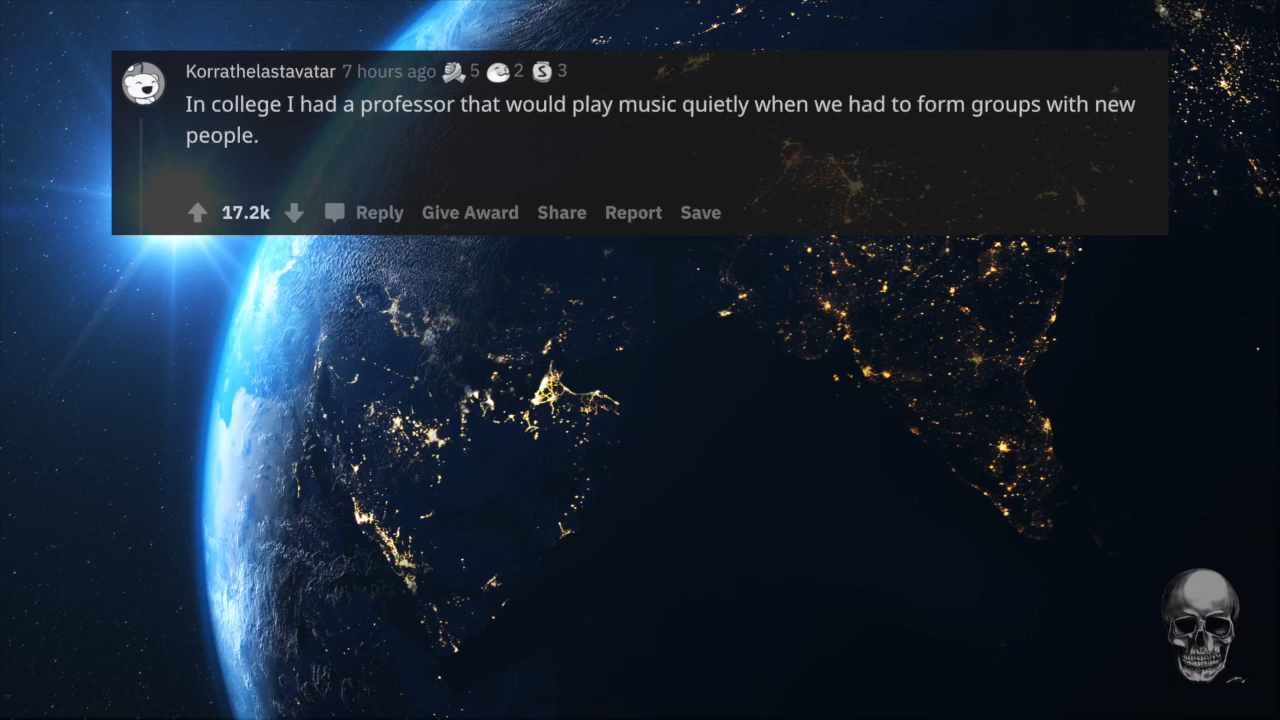 Korrathelastavatar 7 hours ago 5 2 S 3
In college I had a professor that would play music quietly when we had to form groups with new
people.
17.2k Reply Give Award Share Report Save